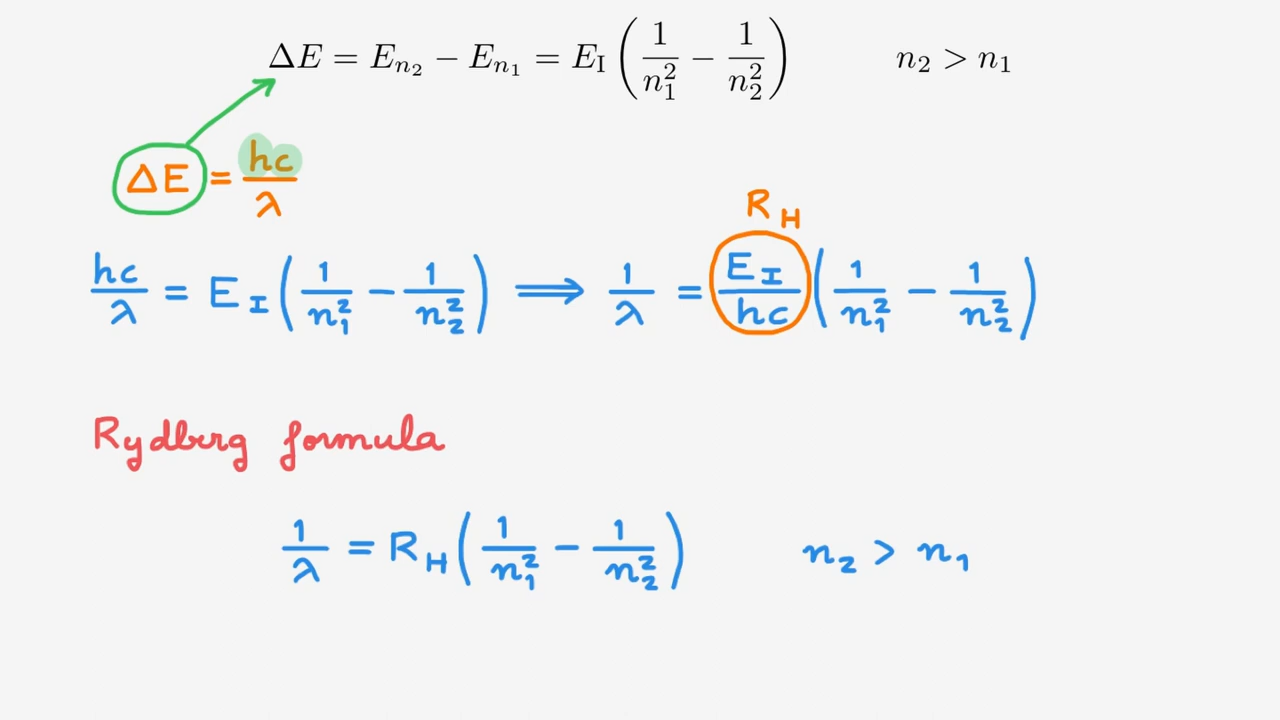 ΔE = E_{n_2} − E_{n_1} = E_I (1/n_1^2 − 1/n_2^2)    n_2 > n_1
ΔE = hc/λ
R_H
hc/λ = E_I (1/n_1^2 − 1/n_2^2) ⟹ 1/λ = E_I/hc (1/n_1^2 − 1/n_2^2)
Rydberg formula
1/λ = R_H (1/n_1^2 − 1/n_2^2)    n_2 > n_1